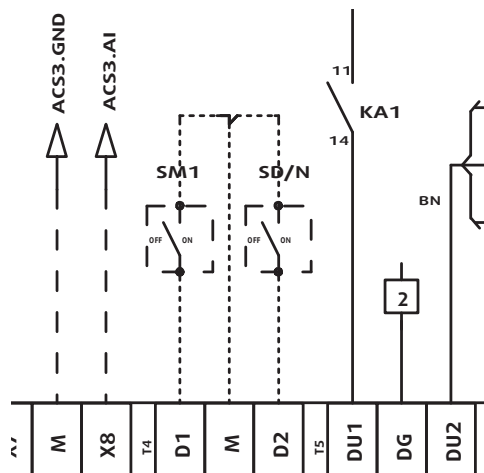 ACS3.GND
ACS3.AI
11
KA1
14
SM1
SD/N
OFF
ON
OFF
ON
BN
2
M
X8
T4
D1
M
D2
T5
DU1
DG
DU2